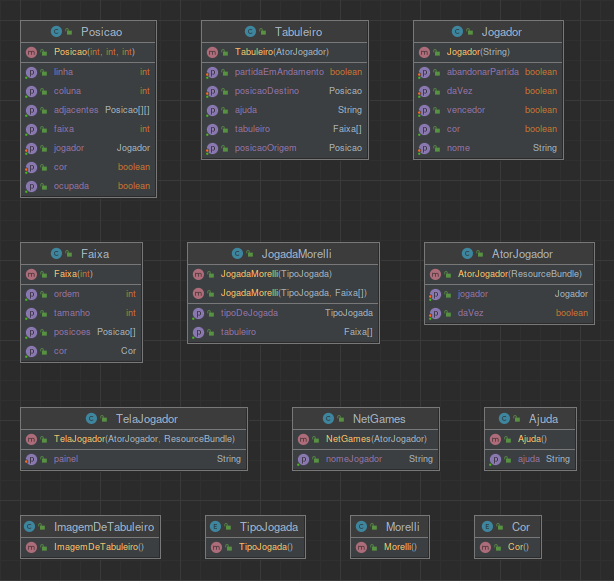 Posicao
Posicao(int, int, int)
linha int
coluna int
adjacentes Posicao[][]
faixa int
jogador Jogador
cor boolean
ocupada boolean
Tabuleiro
Tabuleiro(AtorJogador)
partidaEmAndamento boolean
posicaoDestino Posicao
ajuda String
tabuleiro Faixa[]
posicaoOrigem Posicao
Jogador
Jogador(String)
abandonarPartida boolean
daVez boolean
vencedor boolean
cor boolean
nome String
Faixa
Faixa(int)
ordem int
tamanho int
posicoes Posicao[]
cor Cor
JogadaMorelli
JogadaMorelli(TipoJogada)
JogadaMorelli(TipoJogada, Faixa[])
tipoDeJogada TipoJogada
tabuleiro Faixa[]
AtorJogador
AtorJogador(ResourceBundle)
jogador Jogador
daVez boolean
TelaJogador
TelaJogador(AtorJogador, ResourceBundle)
painel String
NetGames
NetGames(AtorJogador)
nomeJogador String
Ajuda
Ajuda()
ajuda String
ImagemDeTabuleiro
ImagemDeTabuleiro()
TipoJogada
TipoJogada()
Morelli
Morelli()
Cor
Cor()